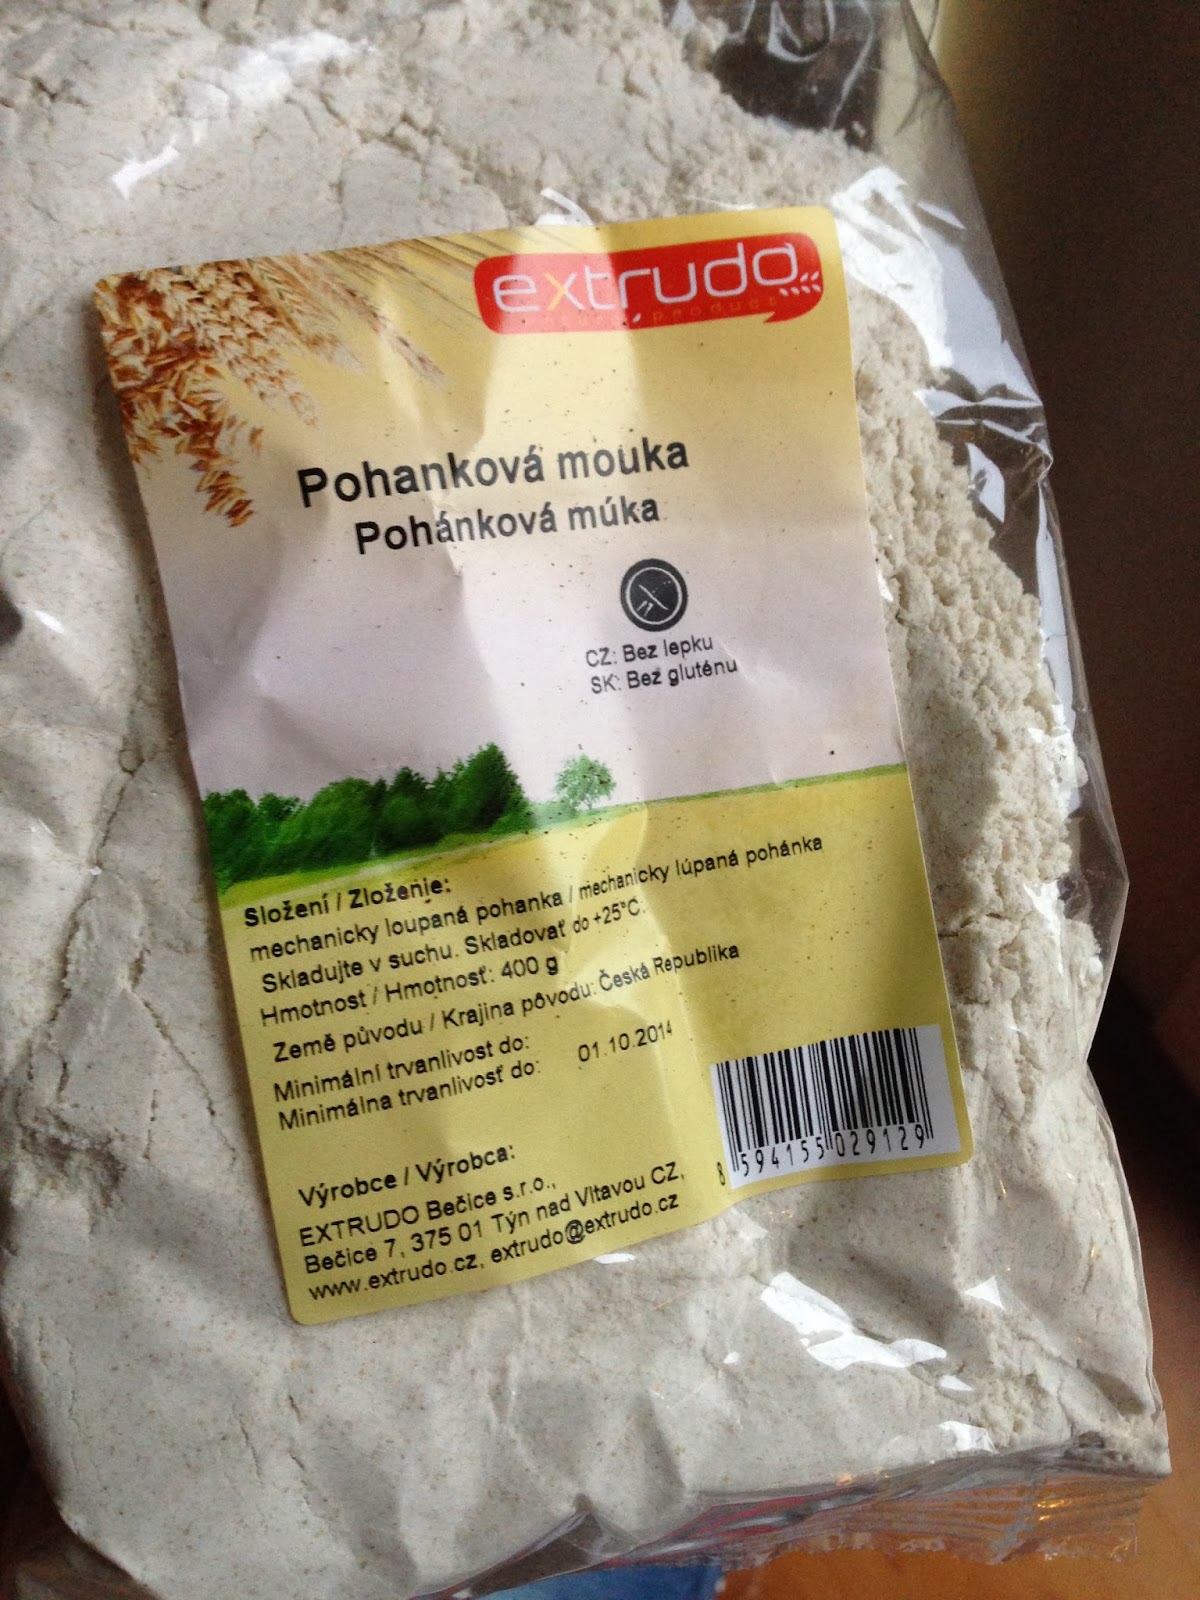 extrudo
product
Pohanková mouka
Pohánková múka
CZ: Bez lepku
SK: Bez gluténu
Složení / Zloženie:
mechanicky loupaná pohanka / mechanicky lúpaná pohánka
Skladujte v suchu. Skladovať do +25°C.
Hmotnost / Hmotnosť: 400 g
Země původu / Krajina pôvodu: Česká Republika
Minimální trvanlivost do:
Minimálna trvanlivosť do: 01.10.2014
Výrobce / Výrobca:
EXTRUDO Bečice s.r.o.,
Bečice 7, 375 01 Týn nad Vltavou CZ,
www.extrudo.cz, extrudo@extrudo.cz
8 594155 029129